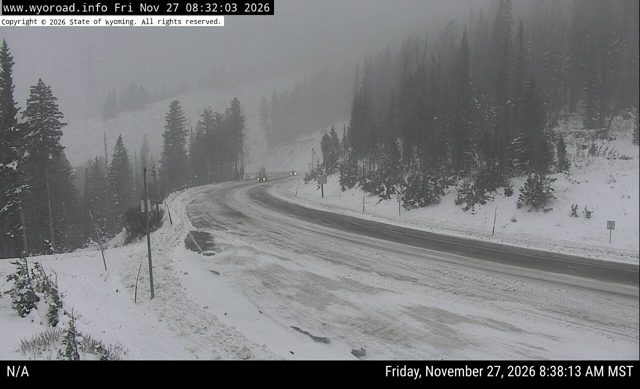 www.wyoroad.info Fri Nov 27 08:32:03 2026
Copyright © 2026 State of Wyoming. All rights reserved.
N/A
Friday, November 27, 2026 8:38:13 AM MST